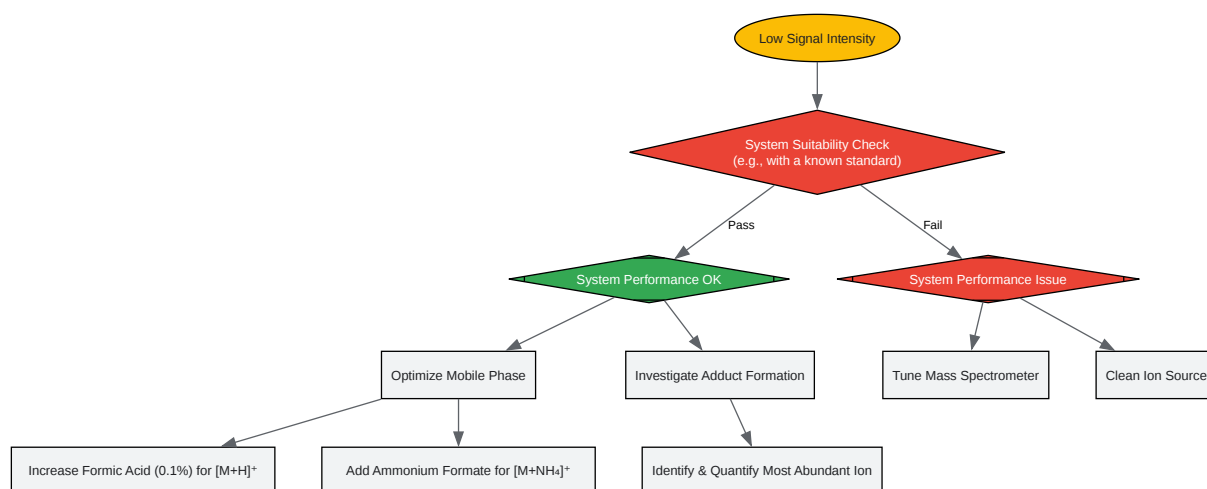 Low Signal Intensity
System Suitability Check
(e.g., with a known standard)
Pass
Fail
System Performance OK
System Performance Issue
Optimize Mobile Phase
Investigate Adduct Formation
Tune Mass Spectrometer
Clean Ion Source
Increase Formic Acid (0.1%) for [M+H]⁺
Add Ammonium Formate for [M+NH₄]⁺
Identify & Quantify Most Abundant Ion